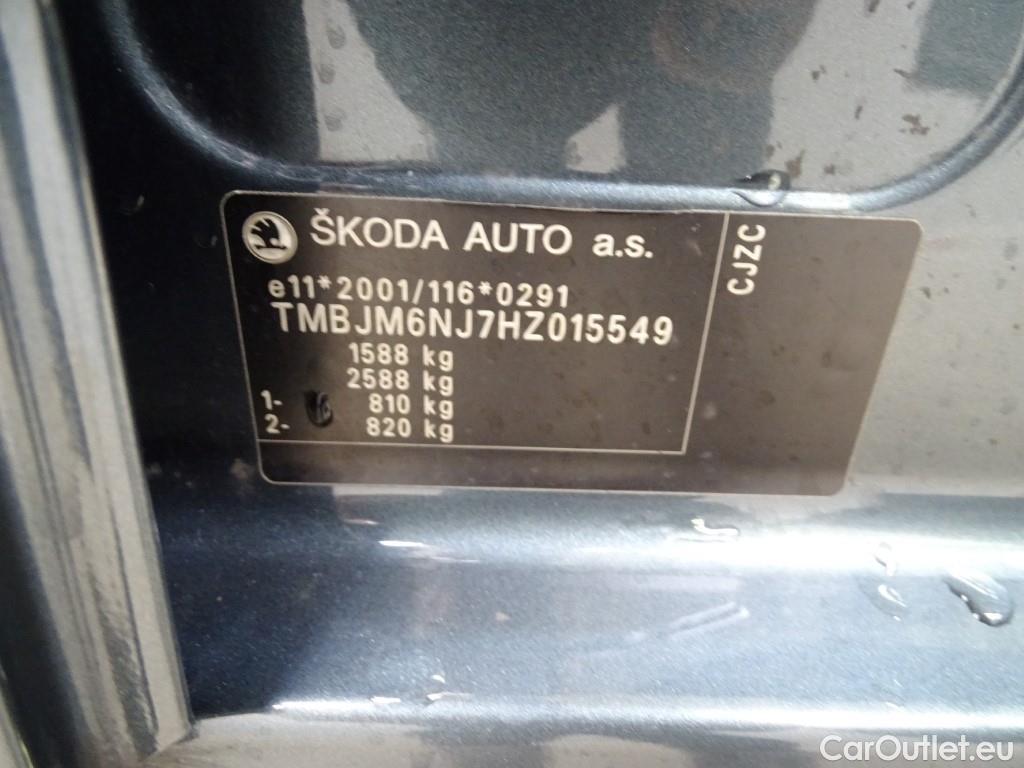 ŠKODA AUTO a.s.
e11*2001/116*0291
TMBJM6NJ7HZ015549
1588 kg
2588 kg
1- 810 kg
2- 820 kg
CJZC
CarOutlet.eu